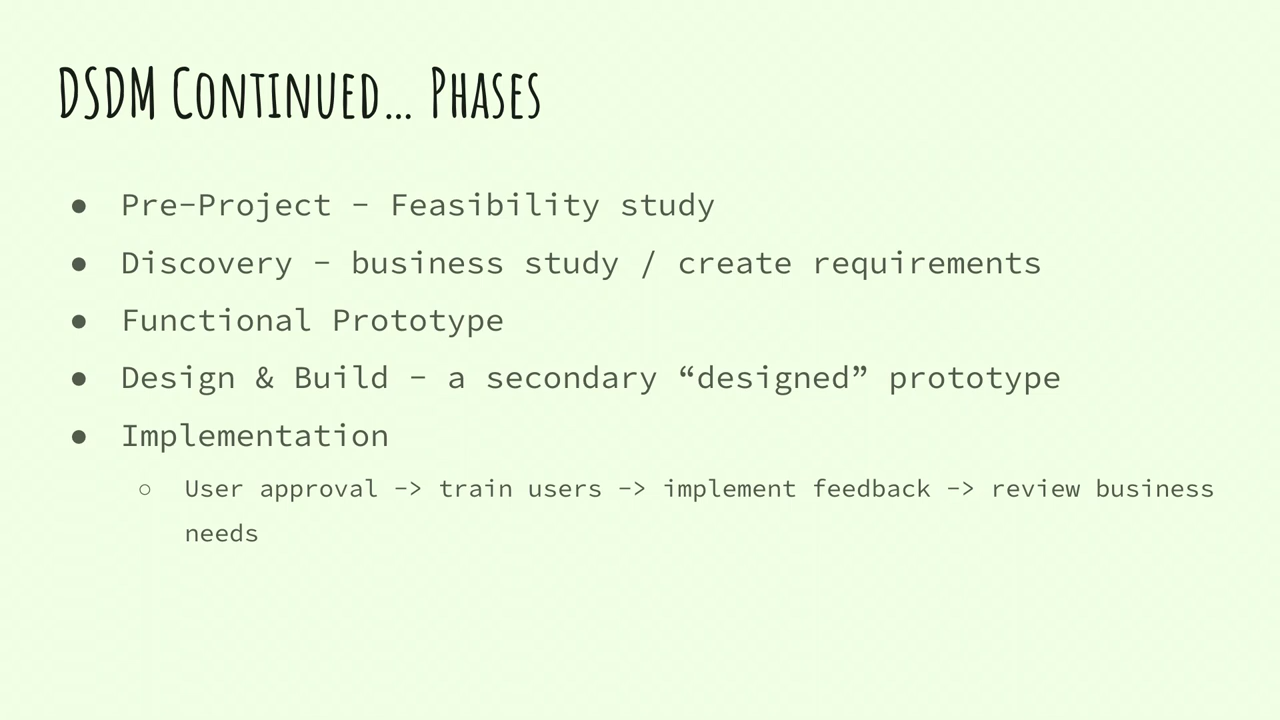 DSDM Continued... Phases
● Pre-Project - Feasibility study
● Discovery - business study / create requirements
● Functional Prototype
● Design & Build - a secondary “designed” prototype
● Implementation
○ User approval -> train users -> implement feedback -> review business
needs